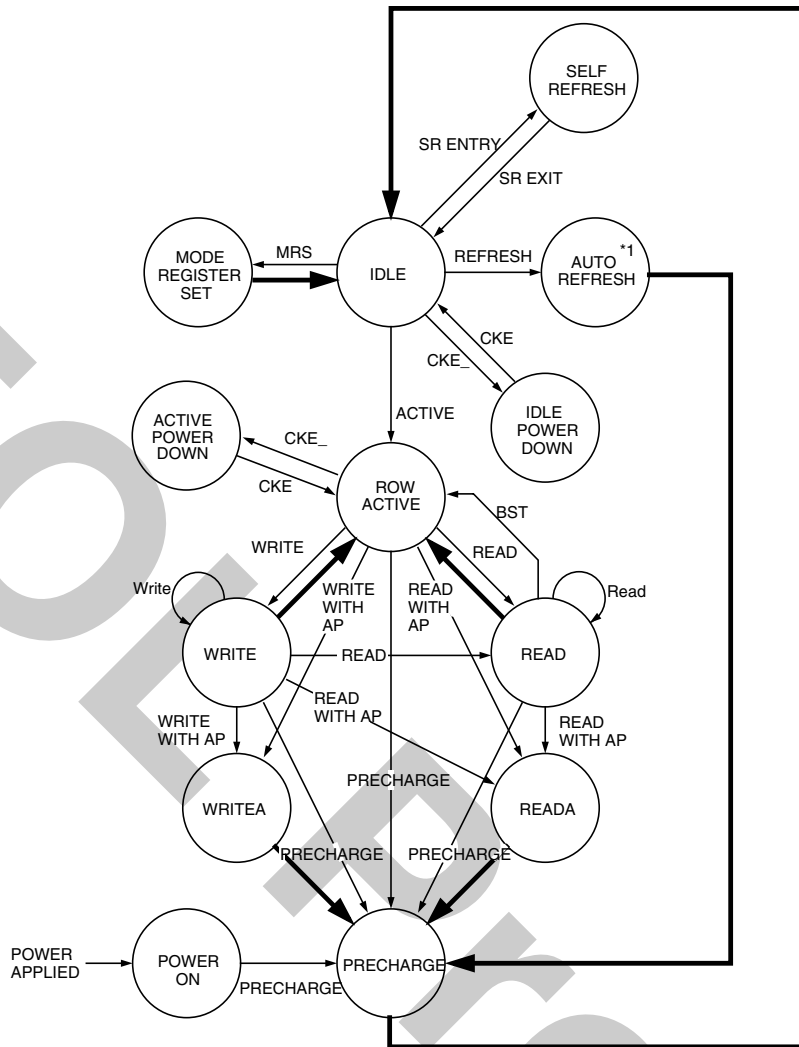 SELF
REFRESH
SR ENTRY
SR EXIT
MODE
REGISTER
SET
MRS
IDLE
REFRESH
AUTO
REFRESH
*1
CKE
CKE_
IDLE
POWER
DOWN
ACTIVE
ACTIVE
POWER
DOWN
CKE_
CKE
ROW
ACTIVE
BST
WRITE
READ
WRITE
WITH
AP
READ
WITH
AP
Write
Read
WRITE
READ
READ
READ
WITH AP
WRITE
WITH AP
READ
WITH AP
PRECHARGE
WRITEA
READA
PRECHARGE
PRECHARGE
POWER
APPLIED
POWER
ON
PRECHARGE
PRECHARGE